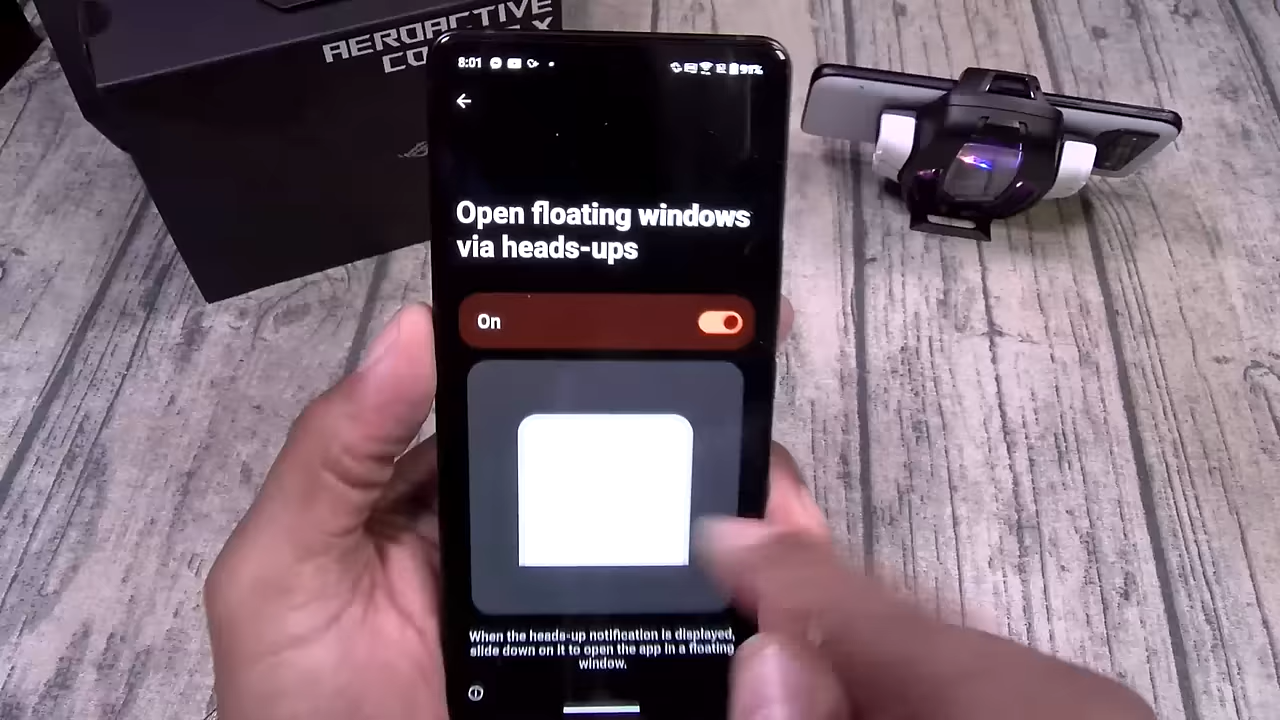 AEROACTIVE
8:01
91%
Open floating windows
via heads-ups
On
When the heads-up notification is displayed,
slide down on it to open the app in a floating
window.